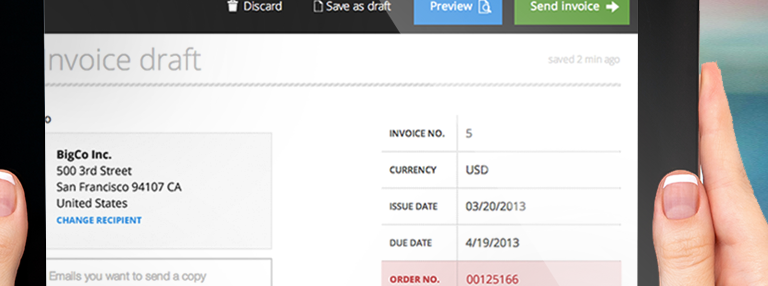 Discard Save as draft Preview Send invoice
nvoice draft
saved 2 min ago
o
BigCo Inc.
500 3rd Street
San Francisco 94107 CA
United States
CHANGE RECIPIENT
Emails you want to send a copy
INVOICE NO. 5
CURRENCY USD
ISSUE DATE 03/20/2013
DUE DATE 4/19/2013
ORDER NO. 00125166